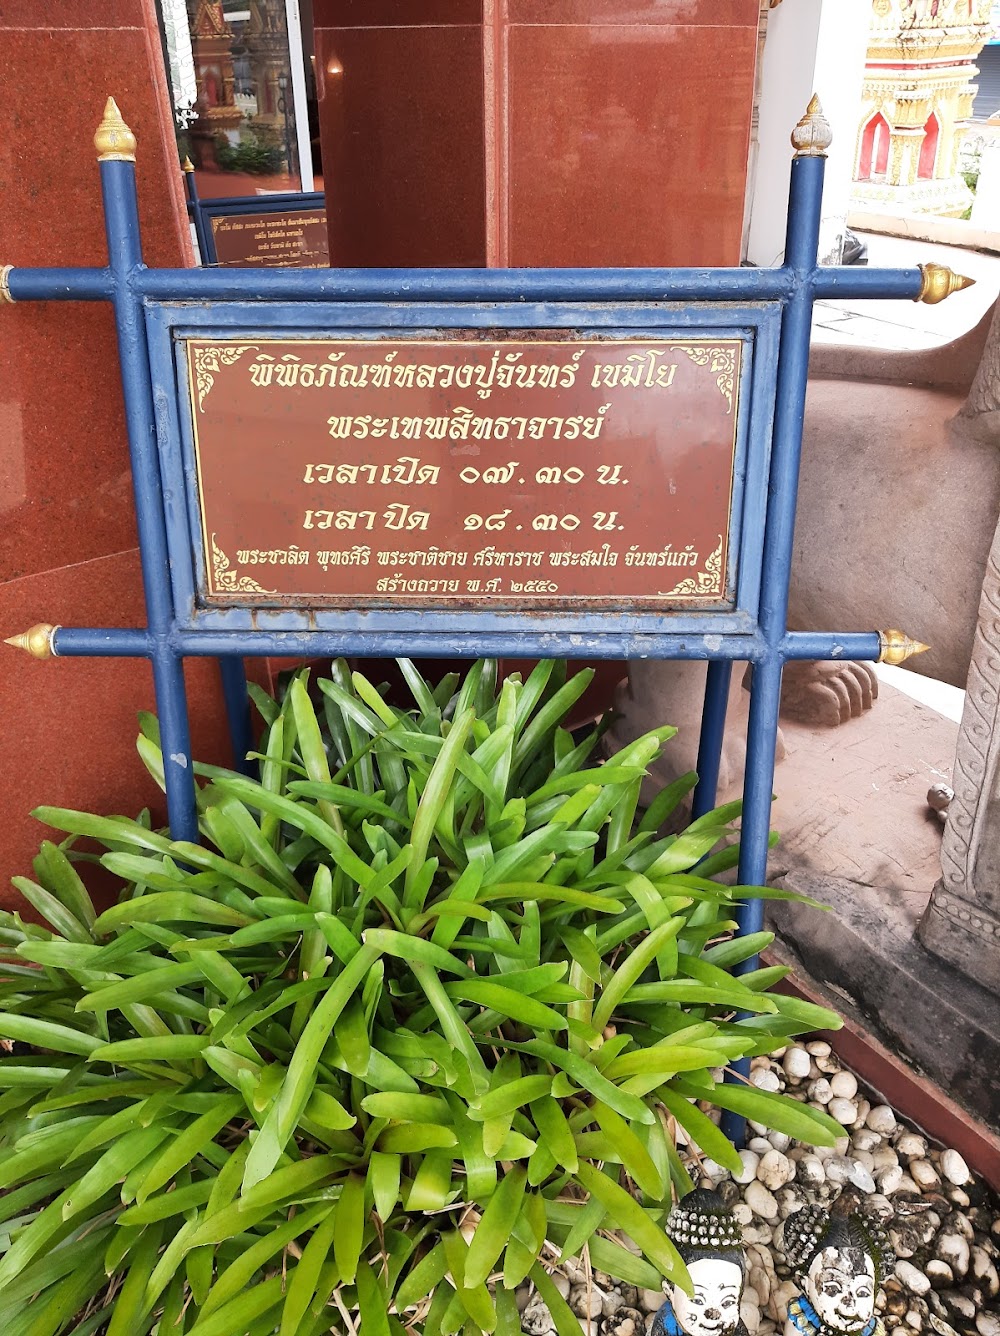 พิพิธภัณฑ์หลวงปู่จันทร์ เขมิโย
พระเทพสิทธาจารย์
เวลาเปิด ๐๗.๓๐ น.
เวลาปิด ๑๘.๓๐ น.
พระชวลิต พุทธศิริ พระชาติชาย ศรีหาราช พระสมใจ จันทร์แก้ว
สร้างถวาย พ.ศ. ๒๕๕๐